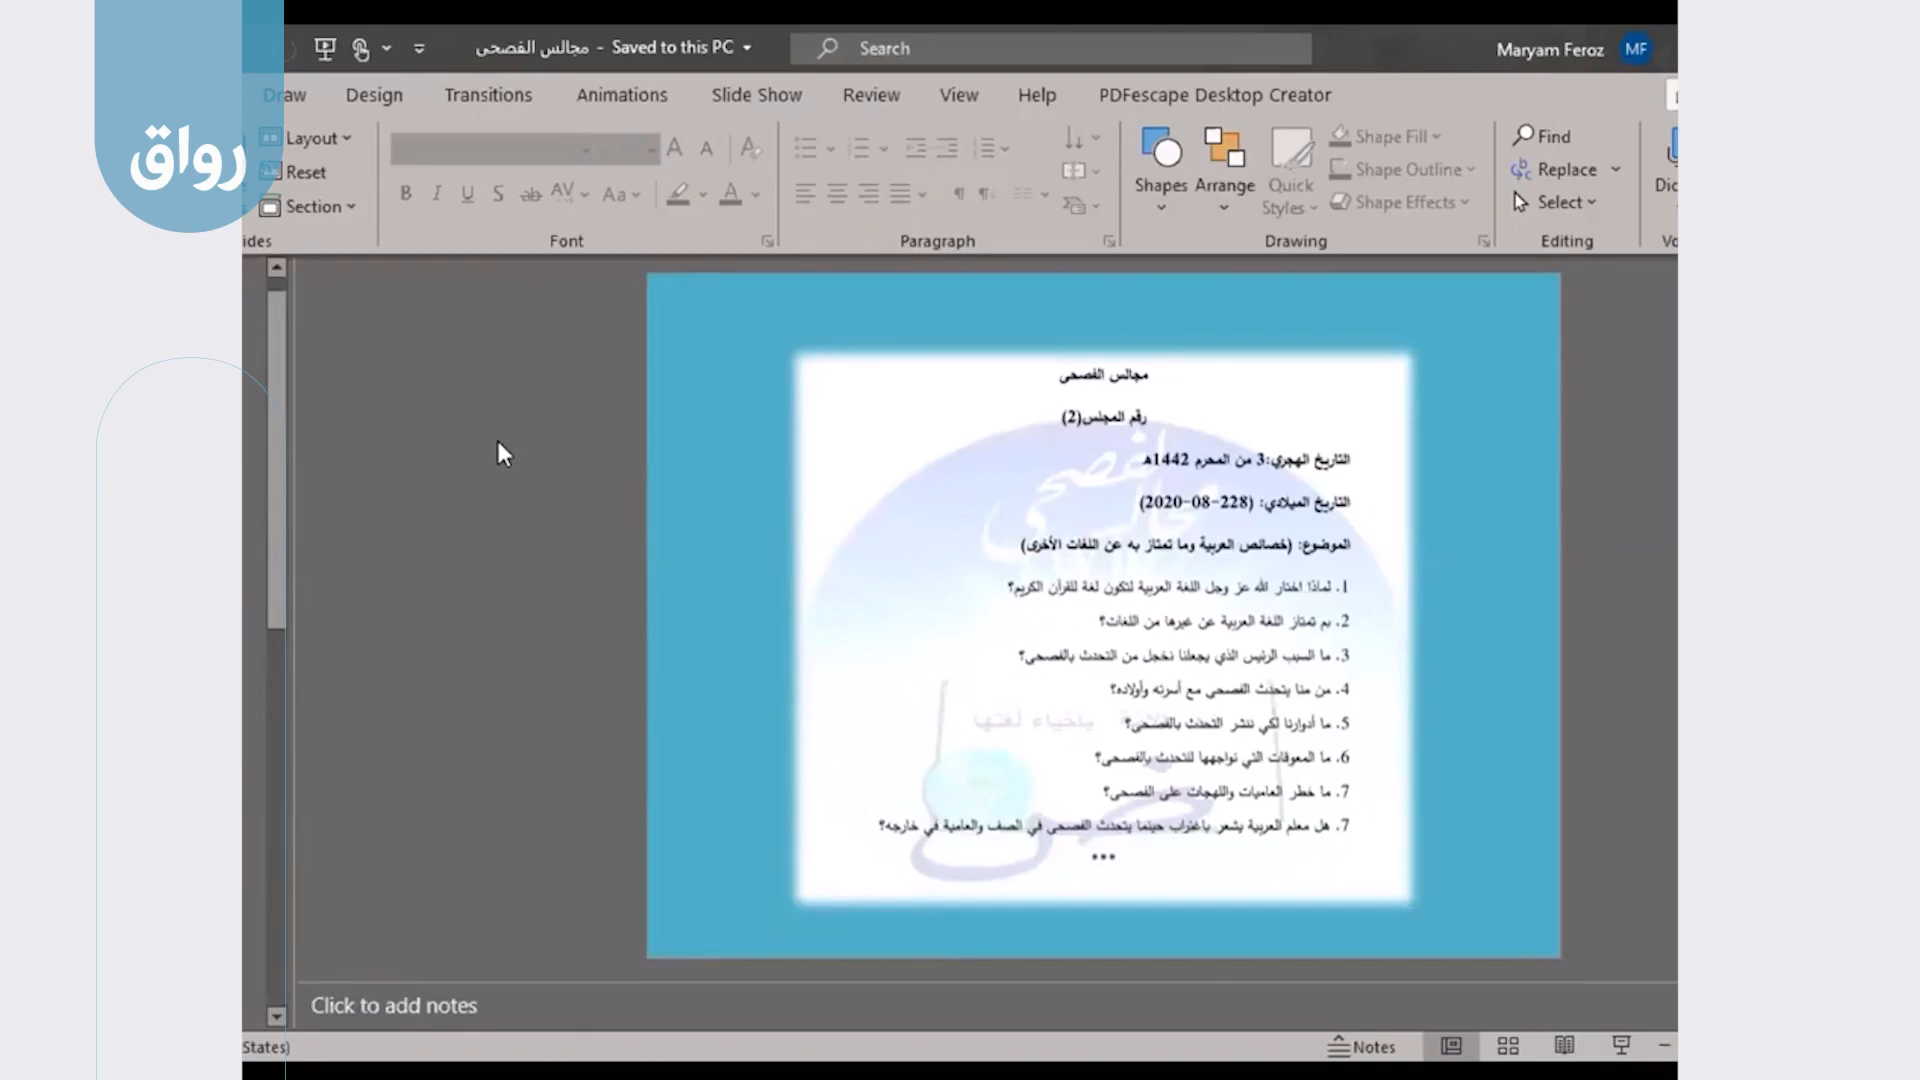 رواق
مجالس الفصحى - Saved to this PC
Search
Maryam Feroz MF
Draw Design Transitions Animations Slide Show Review View Help PDFescape Desktop Creator
Layout
Reset
Section
ides
Font
Paragraph
Shapes Arrange Quick Styles
Shape Fill
Shape Outline
Shape Effects
Drawing
Find
Replace
Select
Editing
مجالس الفصحى
رقم المجلس(2)
التاريخ الهجري:3 من المحرم 1442هـ
التاريخ الميلادي: (228-08-2020)
الموضوع: (خصائص العربية وما تمتاز به عن اللغات الأخرى)
1. لماذا اختار الله عز وجل اللغة العربية لتكون لغة للقرآن الكريم؟
2. بم تمتاز اللغة العربية عن غيرها من اللغات؟
3. ما السبب الرئيس الذي يجعلنا نخجل من التحدث بالفصحى؟
4. من منا يتحدث الفصحى مع أسرته وأولاده؟
5. ما أدوارنا لكي ننشر التحدث بالفصحى؟
بإحياء لغتها
6. ما المعوقات التي نواجهها للتحدث بالفصحى؟
7. ما خطر العاميات واللهجات على الفصحى؟
7. هل معلم العربية يشعر باغتراب حينما يتحدث الفصحى في الصف والعامية في خارجه؟
***
Click to add notes
States)
Notes